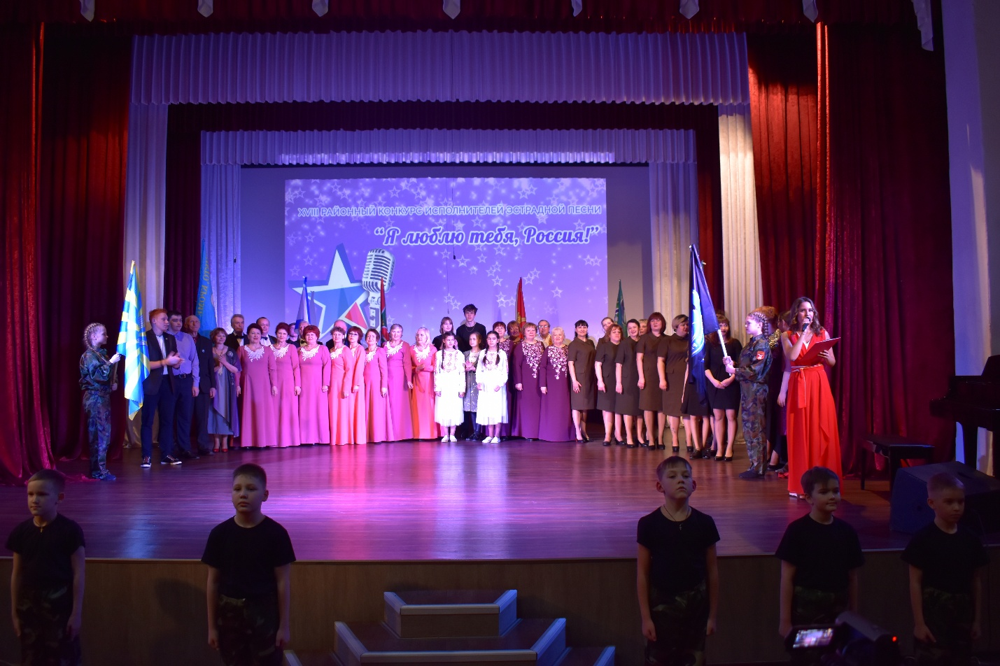 XVIII РАЙОННЫЙ КОНКУРС ИСПОЛНИТЕЛЕЙ ЭСТРАДНОЙ ПЕСНИ
“Я люблю тебя, Россия!”